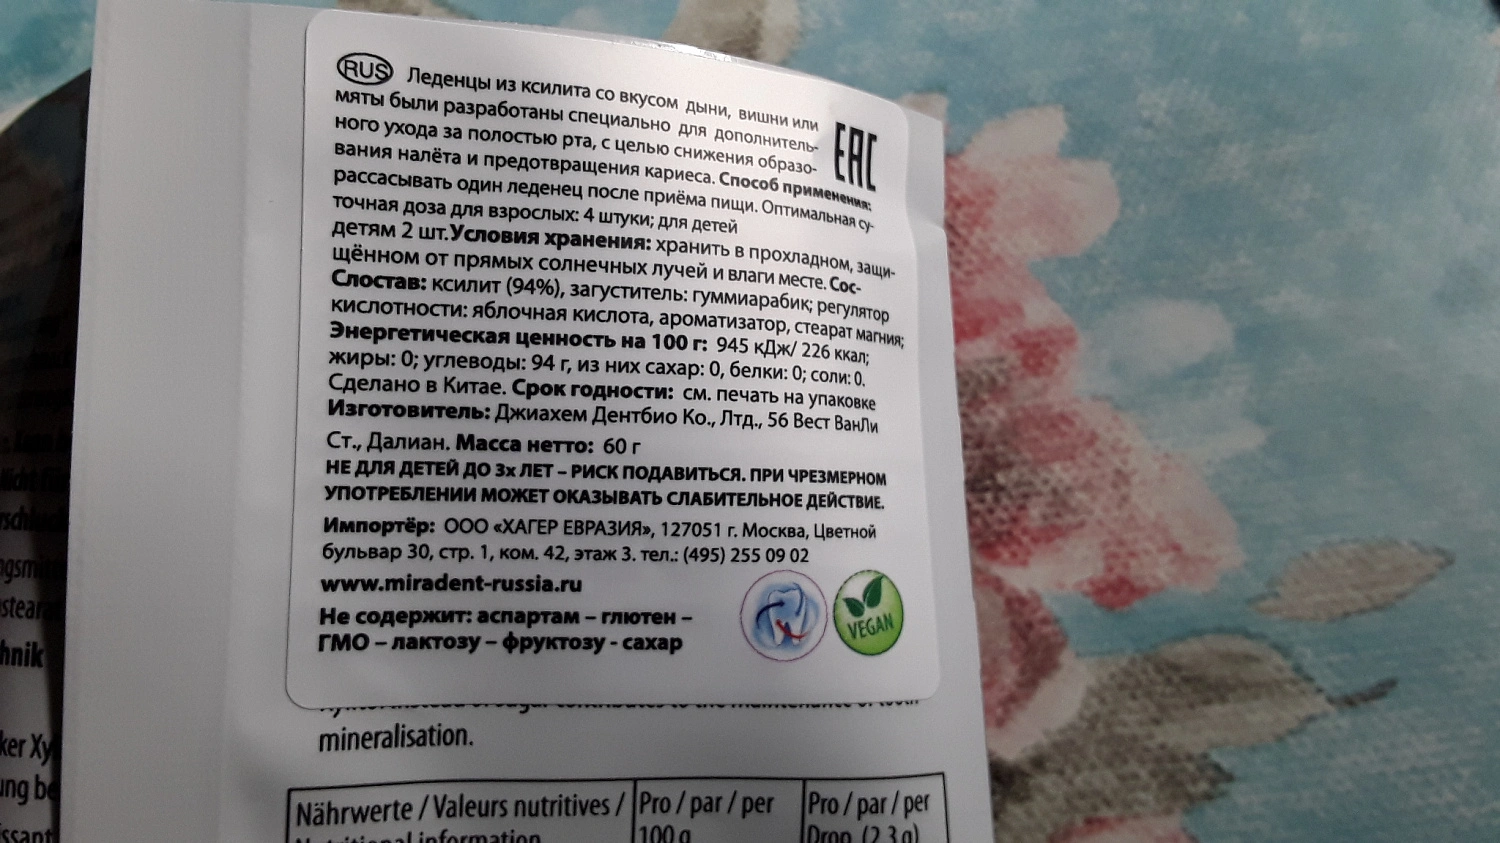 RUS Леденцы из ксилита со вкусом дыни, вишни или
мяты были разработаны специально для дополнитель-
ного ухода за полостью рта, с целью снижения образо-
вания налёта и предотвращения кариеса. Способ применения:
рассасывать один леденец после приёма пищи. Оптимальная су-
точная доза для взрослых: 4 штуки; для детей
детям 2 шт.Условия хранения: хранить в прохладном, защи-
щённом от прямых солнечных лучей и влаги месте. Сос-
Слостав: ксилит (94%), загуститель: гуммиарабик; регулятор
кислотности: яблочная кислота, ароматизатор, стеарат магния;
Энергетическая ценность на 100 г: 945 кДж/ 226 ккал;
жиры: 0; углеводы: 94 г, из них сахар: 0, белки: 0; соли: 0.
Сделано в Китае. Срок годности: см. печать на упаковке
Изготовитель: Джиахем Дентбио Ко., Лтд., 56 Вест ВанЛи
Ст., Далиан. Масса нетто: 60 г
НЕ ДЛЯ ДЕТЕЙ ДО 3х ЛЕТ – РИСК ПОДАВИТЬСЯ. ПРИ ЧРЕЗМЕРНОМ
УПОТРЕБЛЕНИИ МОЖЕТ ОКАЗЫВАТЬ СЛАБИТЕЛЬНОЕ ДЕЙСТВИЕ.
Импортёр: ООО «ХАГЕР ЕВРАЗИЯ», 127051 г. Москва, Цветной
бульвар 30, стр. 1, ком. 42, этаж 3. тел.: (495) 255 09 02
www.miradent-russia.ru
Не содержит: аспартам – глютен –
ГМО – лактозу – фруктозу - сахар
EAC
VEGAN
mineralisation.
Nährwerte / Valeurs nutritives /
Nutritional information
Pro / par / per
100 g
Pro / par / per
Drop (2,3 g)